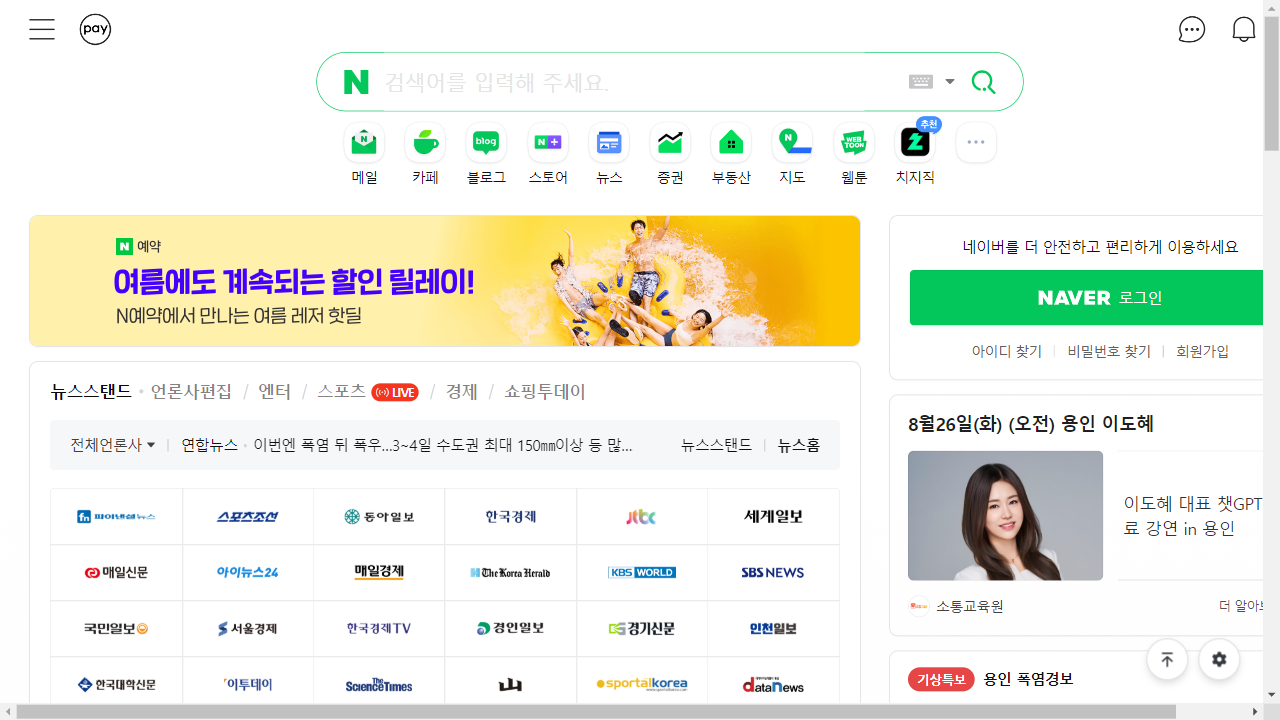 pay
N 검색어를 입력해 주세요.
추천
메일 카페 블로그 스토어 뉴스 증권 부동산 지도 웹툰 치지직
N 예약
여름에도 계속되는 할인 릴레이!
N예약에서 만나는 여름 레저 핫딜
네이버를 더 안전하고 편리하게 이용하세요
NAVER 로그인
아이디 찾기 비밀번호 찾기 회원가입
뉴스스탠드 언론사편집 / 엔터 / 스포츠 LIVE / 경제 / 쇼핑투데이
전체언론사 연합뉴스 이번엔 폭염 뒤 폭우...3~4일 수도권 최대 150㎜이상 등 많... 뉴스스탠드 뉴스홈
fn 파이낸셜뉴스 스포츠조선 동아일보 한국경제 jtbc 세계일보
매일신문 아이뉴스24 매일경제 The Korea Herald KBS WORLD SBS NEWS
국민일보 서울경제 한국경제TV 경인일보 경기신문 인천일보
한국대학신문 이투데이 The ScienceTimes sportalkorea dataNews
8월26일(화) (오전) 용인 이도혜
이도혜 대표 챗GPT
료 강연 in 용인
소통교육원 더 알아보
기상특보 용인 폭염경보